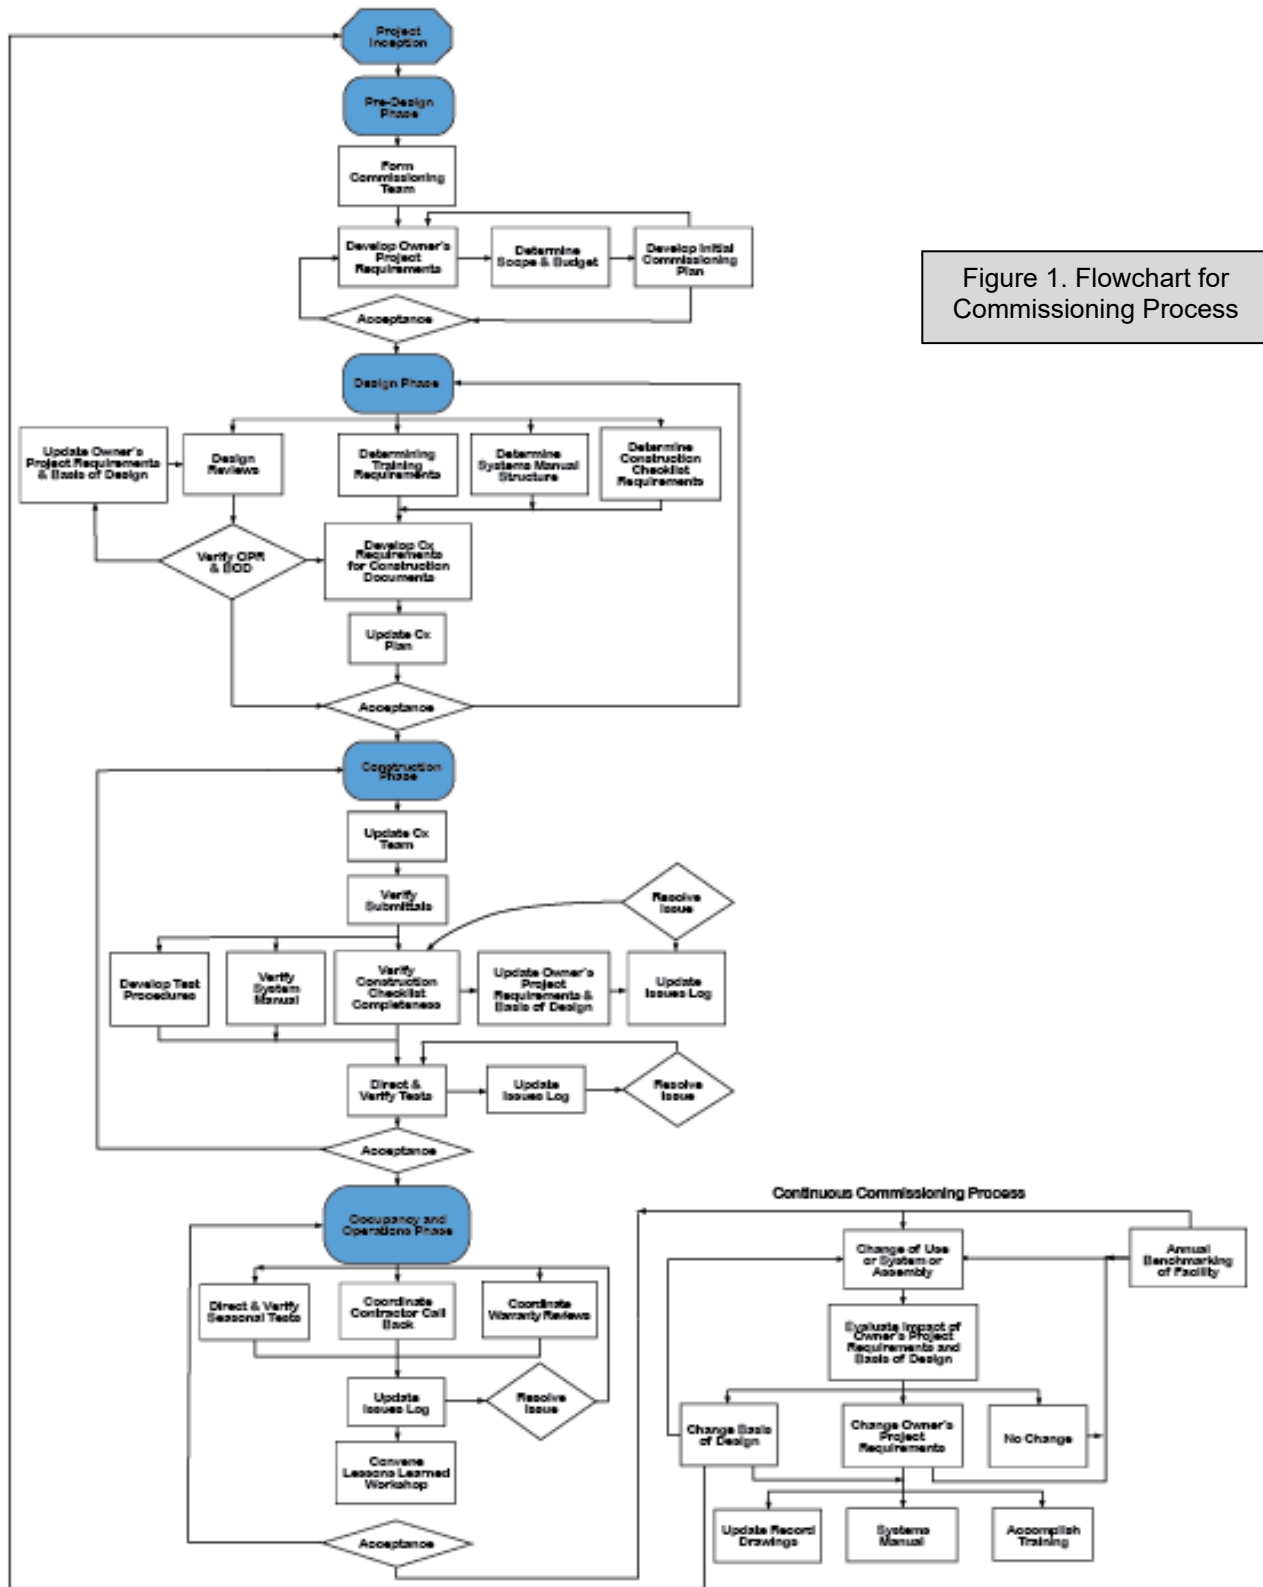 Project
Inception
Pre-Design
Phase
Form
Commissioning
Team
Develop Owner's
Project
Requirements
Determine
Scope & Budget
Develop Initial
Commissioning
Plan
Figure 1. Flowchart for
Commissioning Process
Acceptance
Design Phase
Update Owner's
Project Requirements
& Basis of Design
Design
Reviews
Determining
Training
Requirements
Determine
Systems Manual
Structure
Determine
Construction
Checklist
Requirements
Verify OPR
& BOD
Develop Cx
Requirements
for Construction
Documents
Update Cx
Plan
Acceptance
Construction
Phase
Update Cx
Team
Verify
Submittals
Resolve
Issue
Develop Test
Procedures
Verify
System
Manual
Verify
Construction
Checklist
Completeness
Update Owner's
Project
Requirements &
Basis of Design
Update
Issues Log
Direct &
Verify Tests
Update
Issues Log
Resolve
Issue
Acceptance
Occupancy and
Operations Phase
Continuous Commissioning Process
Change of Use
or System or
Assembly
Annual
Benchmarking
of Facility
Direct & Verify
Seasonal Tests
Coordinate
Contractor Call
Back
Coordinate
Warranty Reviews
Evaluate Impact of
Owner's Project
Requirements and
Basis of Design
Update
Issues Log
Resolve
Issue
Change Basis
of Design
Change Owner's
Project
Requirements
No Change
Convene
Lessons Learned
Workshop
Update Record
Drawings
Systems
Manual
Accomplish
Training
Acceptance